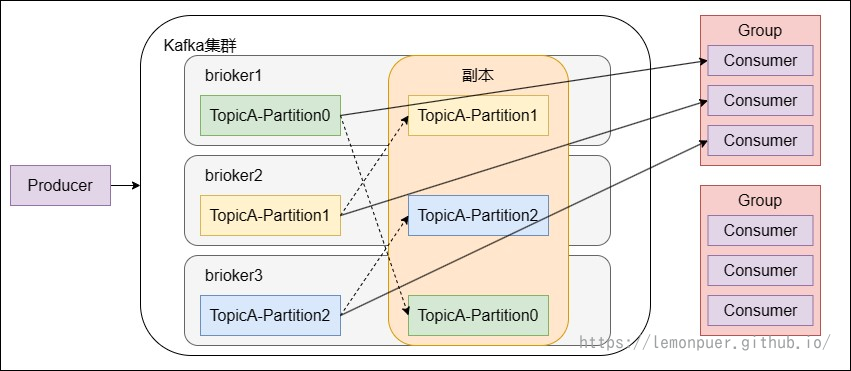 Kafka集群
brioker1
副本
TopicA-Partition0
TopicA-Partition1
brioker2
TopicA-Partition1
TopicA-Partition2
brioker3
TopicA-Partition2
TopicA-Partition0
Producer
Group
Consumer
Consumer
Consumer
Group
Consumer
Consumer
Consumer
https://lemonpuer.github.io/